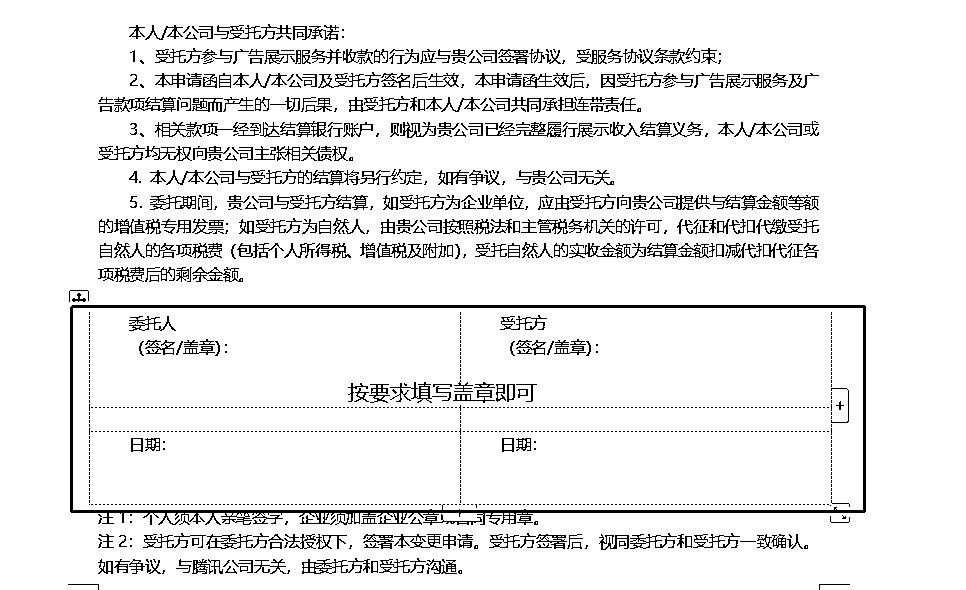 本人/本公司与受托方共同承诺：
1、受托方参与广告展示服务并收款的行为应与贵公司签署协议，受服务协议条款约束；
2、本申请函自本人/本公司及受托方签名后生效，本申请函生效后，因受托方参与广告展示服务及广
告款项结算问题而产生的一切后果，由受托方和本人/本公司共同承担连带责任。
3、相关款项一经到达结算银行账户，则视为贵公司已经完整履行展示收入结算义务，本人/本公司或
受托方均无权向贵公司主张相关债权。
4. 本人/本公司与受托方的结算将另行约定，如有争议，与贵公司无关。
5. 委托期间，贵公司与受托方结算，如受托方为企业单位，应由受托方向贵公司提供与结算金额等额
的增值税专用发票；如受托方为自然人，由贵公司按照税法和主管税务机关的许可，代征和代扣代缴受托
自然人的各项税费（包括个人所得税、增值税及附加），受托自然人的实收金额为结算金额扣减代扣代征各
项税费后的剩余金额。
委托人 受托方
（签名/盖章）： （签名/盖章）：
按要求填写盖章即可
日期： 日期：
注 1：个人须本人亲笔签字，企业须加盖企业公章或合同专用章。
注 2：受托方可在委托方合法授权下，签署本变更申请。受托方签署后，视同委托方和受托方一致确认。
如有争议，与腾讯公司无关，由委托方和受托方沟通。